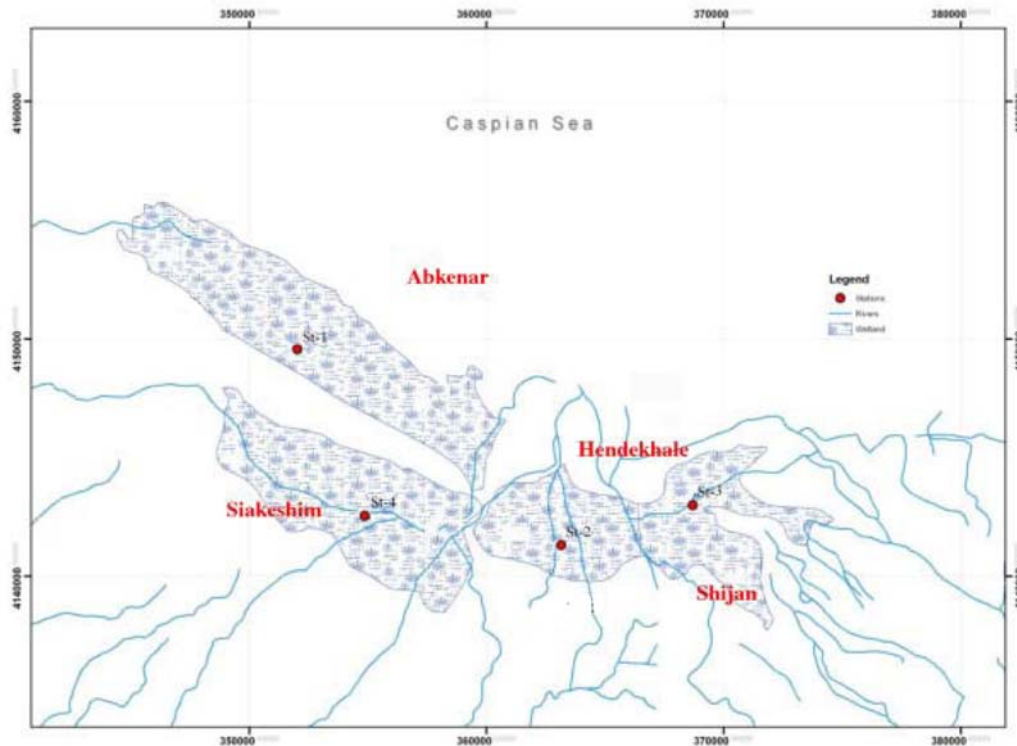 350000 360000 370000 380000
4160000
Caspian Sea
Abkenar
Legend
Stations
Rivers
Wetland
St-1
4150000
Hendekhale
St-3
Siakeshim
St-4
St-2
Shijan
4140000
350000 360000 370000 380000